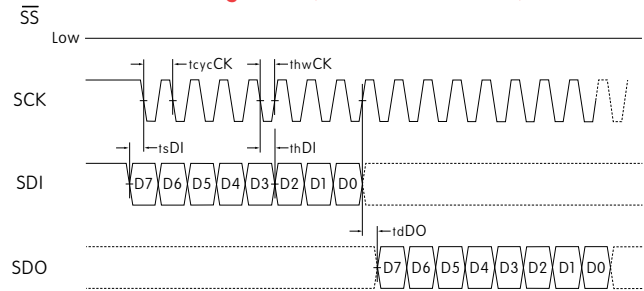 SS
Low
SCK
tcycCK
thwCK
tsDI
thDI
SDI
D7 D6 D5 D4 D3 D2 D1 D0
tdDO
SDO
D7 D6 D5 D4 D3 D2 D1 D0